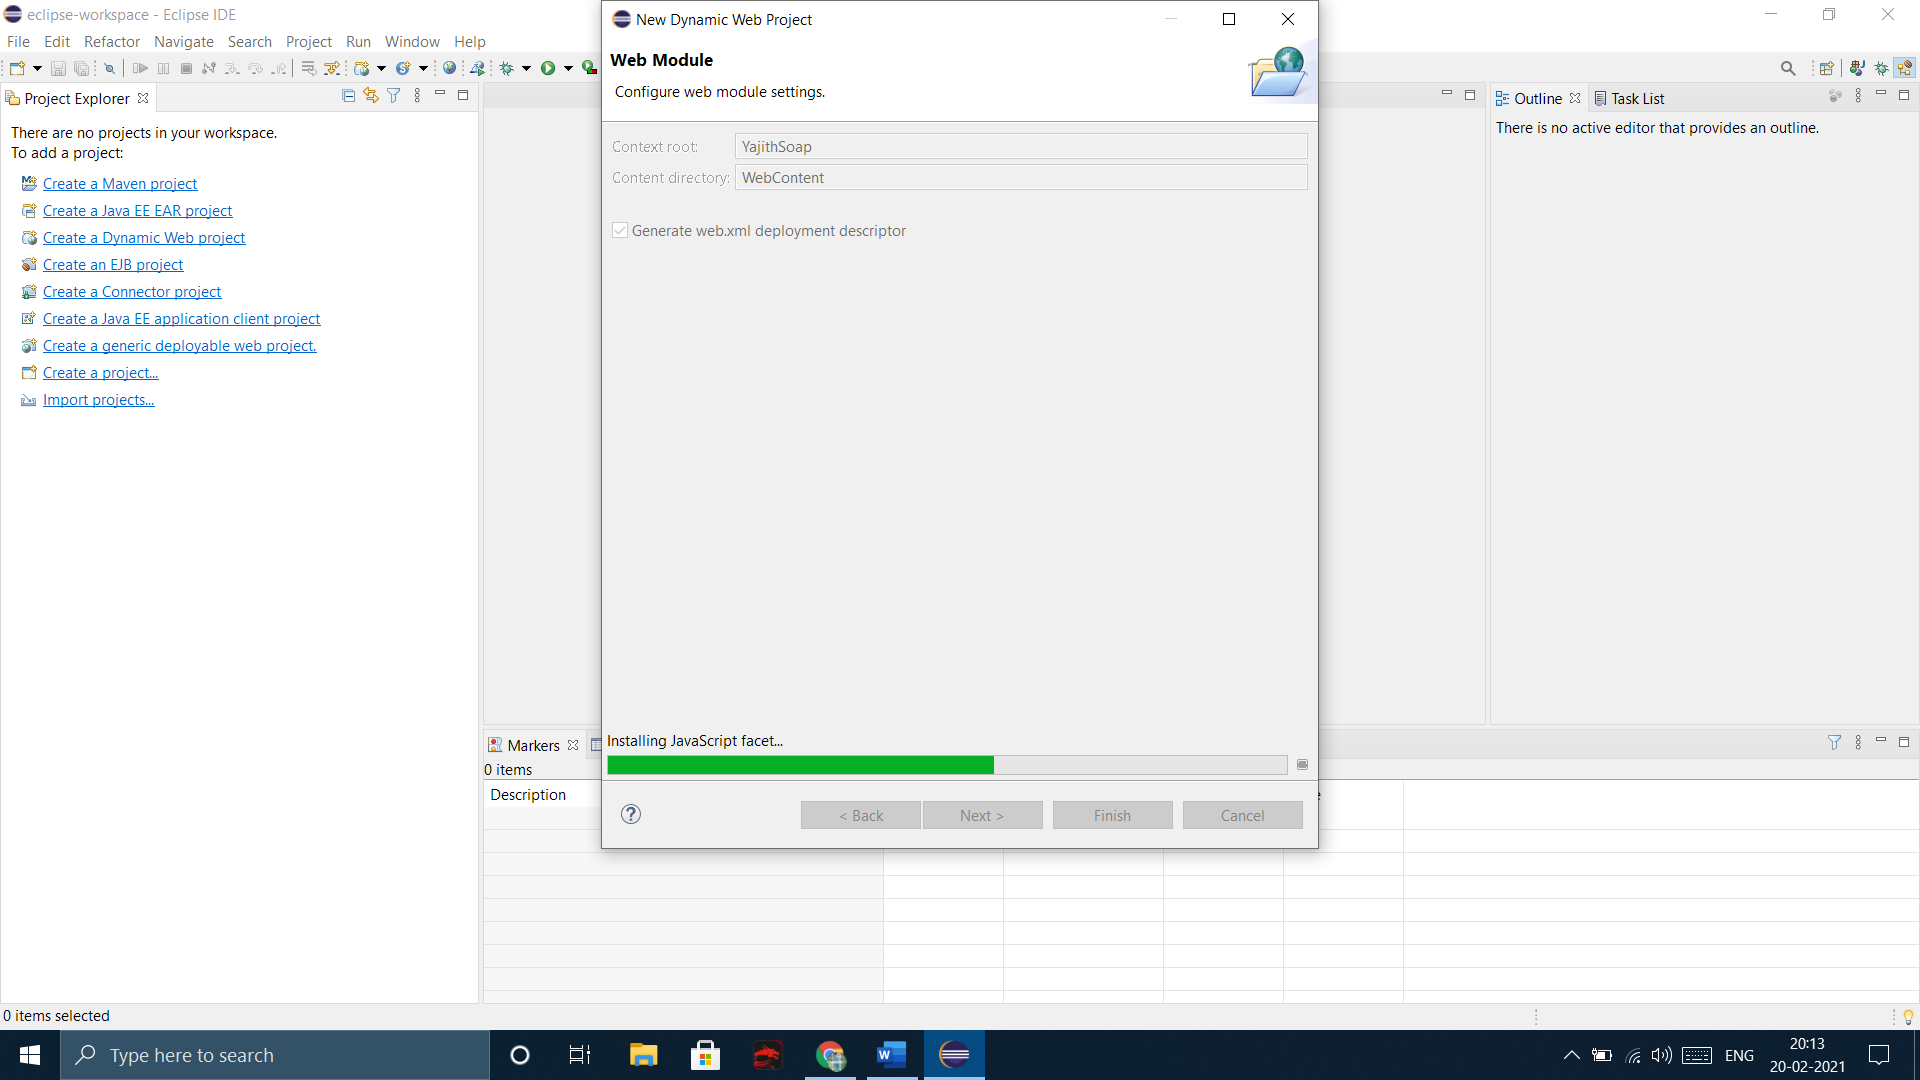 eclipse-workspace - Eclipse IDE
File Edit Refactor Navigate Search Project Run Window Help
Project Explorer
There are no projects in your workspace.
To add a project:
Create a Maven project
Create a Java EE EAR project
Create a Dynamic Web project
Create an EJB project
Create a Connector project
Create a Java EE application client project
Create a generic deployable web project.
Create a project...
Import projects...
New Dynamic Web Project
Web Module
Configure web module settings.
Context root: YajithSoap
Content directory: WebContent
Generate web.xml deployment descriptor
Installing JavaScript facet...
< Back Next > Finish Cancel
Outline Task List
There is no active editor that provides an outline.
Markers
0 items
Description
0 items selected
Type here to search
ENG
20:13
20-02-2021